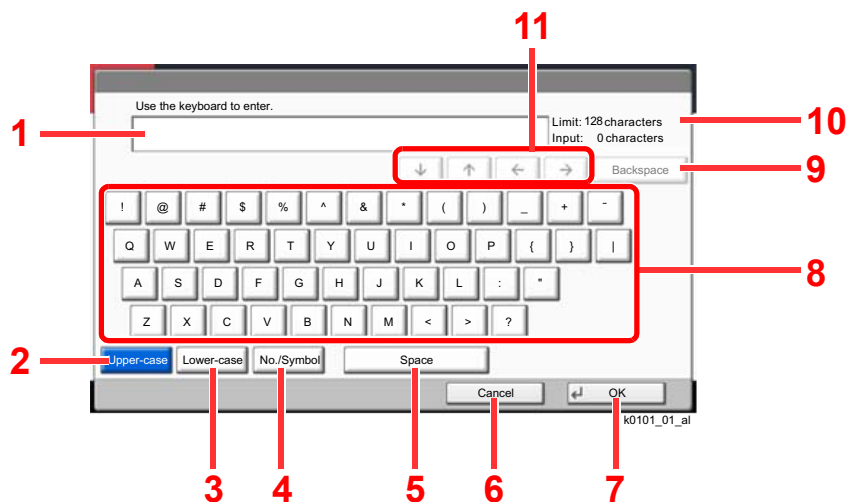 11
Use the keyboard to enter.
1
Limit: 128 characters
10
Input: 0 characters
↓ ↑ ← → Backspace
9
! @ # $ % ^ & * ( ) _ + ~
Q W E R T Y U I O P { } |
8
A S D F G H J K L : "
Z X C V B N M < > ?
2
Upper-case Lower-case No./Symbol Space
Cancel OK
k0101_01_al
3 4 5 6 7